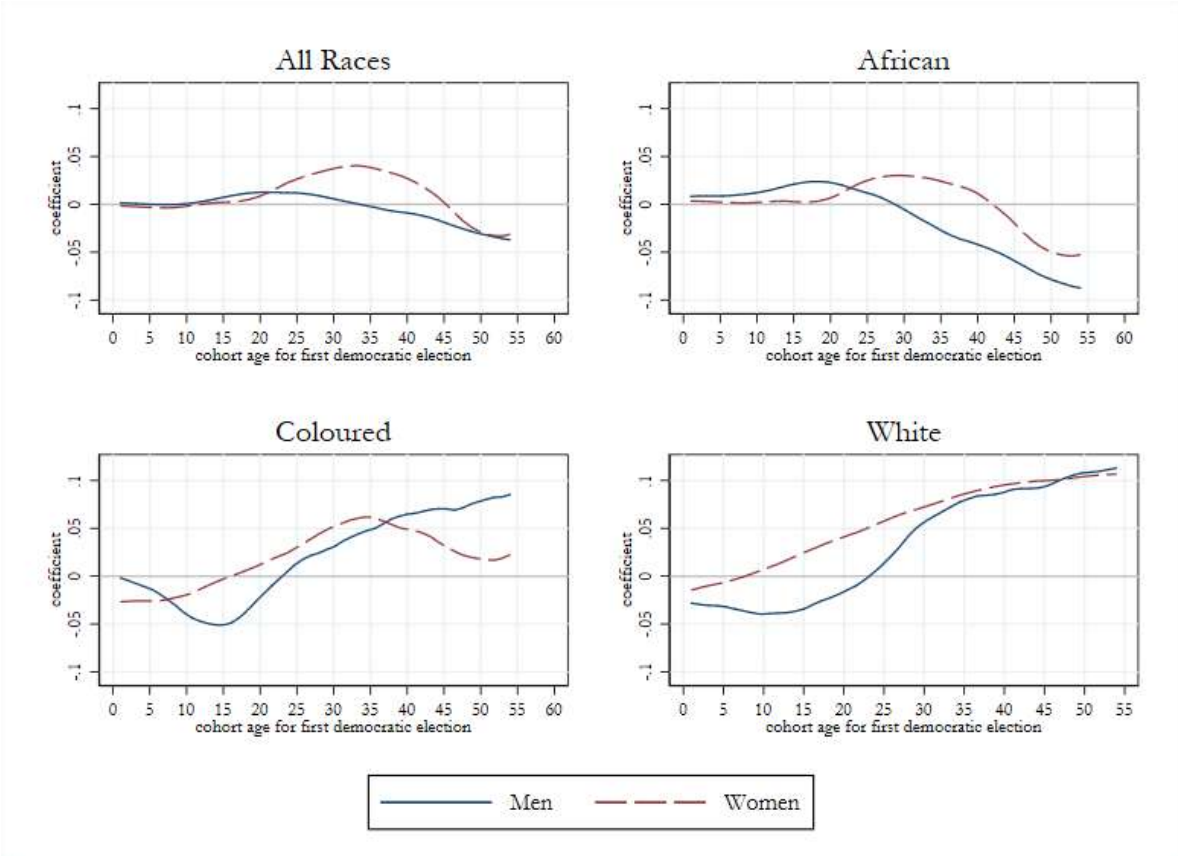 All Races
.1
.05
0
-.05
-.1
coefficient
0 5 10 15 20 25 30 35 40 45 50 55 60
cohort age for first democratic election
African
.1
.05
0
-.05
-.1
coefficient
0 5 10 15 20 25 30 35 40 45 50 55 60
cohort age for first democratic election
Coloured
.1
.05
0
-.05
-.1
coefficient
0 5 10 15 20 25 30 35 40 45 50 55 60
cohort age for first democratic election
White
.1
.05
0
-.05
-.1
coefficient
0 5 10 15 20 25 30 35 40 45 50 55
cohort age for first democratic election
Men Women